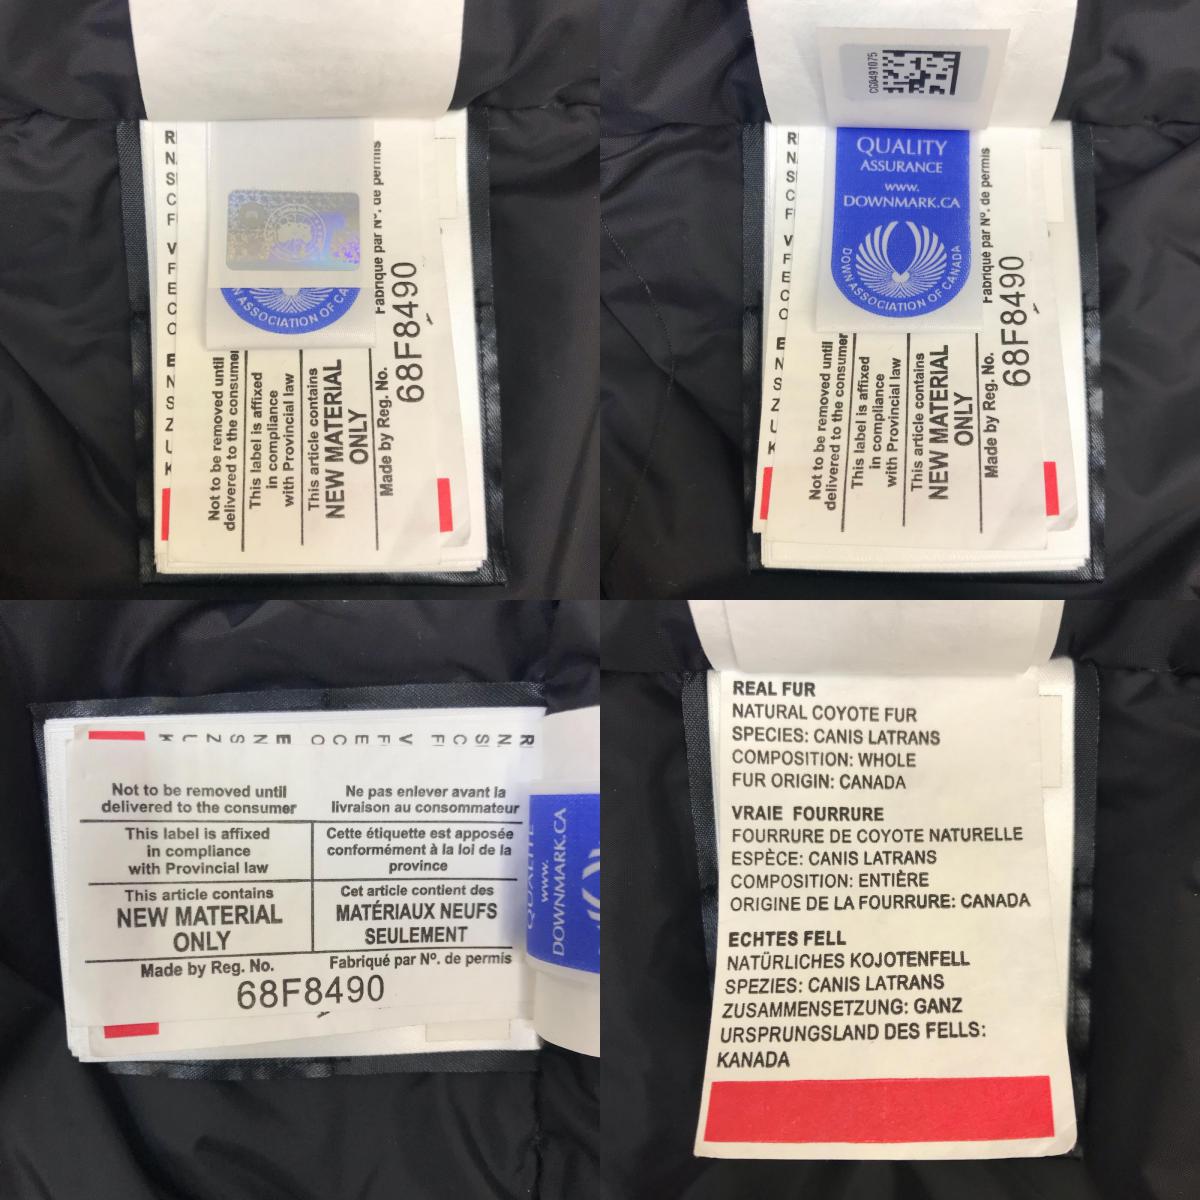 R
N
S
C
F
V
F
E
C
O
E
N
S
Z
U
K
ASSOCIATION OF CA
Fabriqué par Nº. de permis
68F8490
Made by Reg. No.
Not to be removed until
delivered to the consumer
This label is affixed
in compliance
with Provincial law
This article contains
NEW MATERIAL
ONLY
CG0491075
QUALITY
ASSURANCE
www.
DOWNMARK.CA
DOWN ASSOCIATION OF CANADA
R
N
S
C
F
V
F
E
C
O
E
N
S
Z
U
K
Fabriqué par Nº. de permis
68F8490
Made by Reg. No.
Not to be removed until
delivered to the consumer
This label is affixed
in compliance
with Provincial law
This article contains
NEW MATERIAL
ONLY
Not to be removed until
delivered to the consumer
Ne pas enlever avant la
livraison au consommateur
This label is affixed
in compliance
with Provincial law
Cette étiquette est apposée
conformément à la loi de la
province
This article contains
NEW MATERIAL
ONLY
Cet article contient des
MATÉRIAUX NEUFS
SEULEMENT
Made by Reg. No.
Fabriqué par Nº. de permis
68F8490
www.
DOWNMARK.CA
REAL FUR
NATURAL COYOTE FUR
SPECIES: CANIS LATRANS
COMPOSITION: WHOLE
FUR ORIGIN: CANADA
VRAIE FOURRURE
FOURRURE DE COYOTE NATURELLE
ESPÈCE: CANIS LATRANS
COMPOSITION: ENTIÈRE
ORIGINE DE LA FOURRURE: CANADA
ECHTES FELL
NATÜRLICHES KOJOTENFELL
SPEZIES: CANIS LATRANS
ZUSAMMENSETZUNG: GANZ
URSPRUNGSLAND DES FELLS:
KANADA